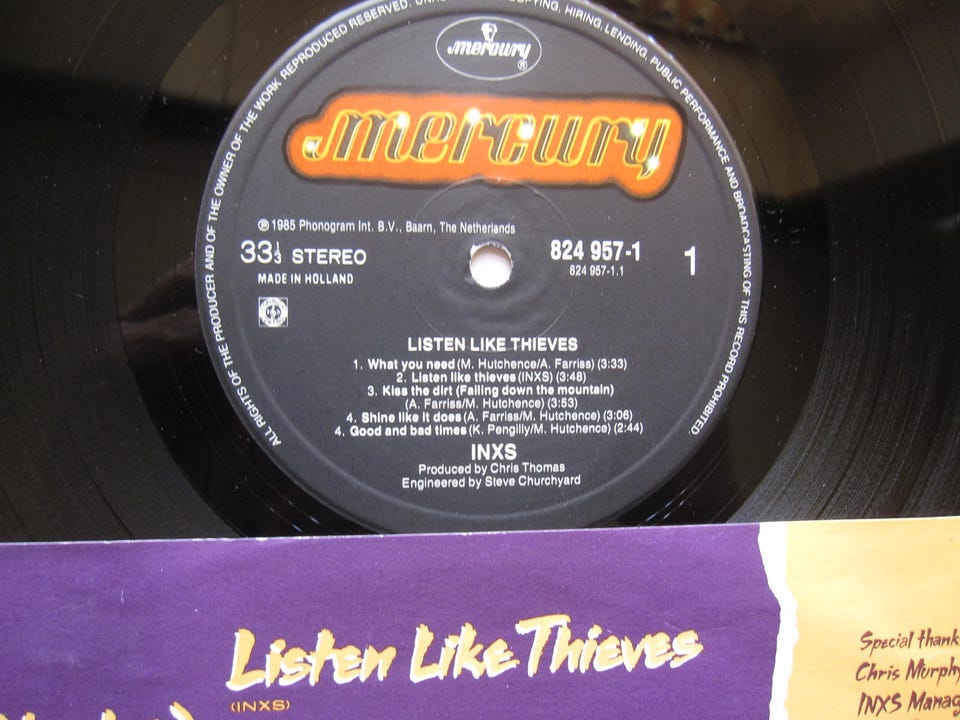 ALL RIGHTS OF THE PRODUCER AND OF THE OWNER OF THE WORK REPRODUCED RESERVED. COPYING, HIRING, LENDING, PUBLIC PERFORMANCE AND BROADCASTING OF THIS RECORD PROHIBITED
mercury ®
mercury
℗ 1985 Phonogram Int. B.V., Baarn, The Netherlands
33⅓ STEREO
MADE IN HOLLAND
824 957-1
824 957-1.1
1
LISTEN LIKE THIEVES
1. What you need (M. Hutchence/A. Farriss) (3:33)
2. Listen like thieves (INXS) (3:48)
3. Kiss the dirt (Falling down the mountain)
(A. Farriss/M. Hutchence) (3:53)
4. Shine like it does (A. Farriss/M. Hutchence) (3:06)
4. Good and bad times (K. Pengilly/M. Hutchence) (2:44)
INXS
Produced by Chris Thomas
Engineered by Steve Churchyard
Listen Like Thieves
(INXS)
Special thank
Chris Murphy
INXS Manag